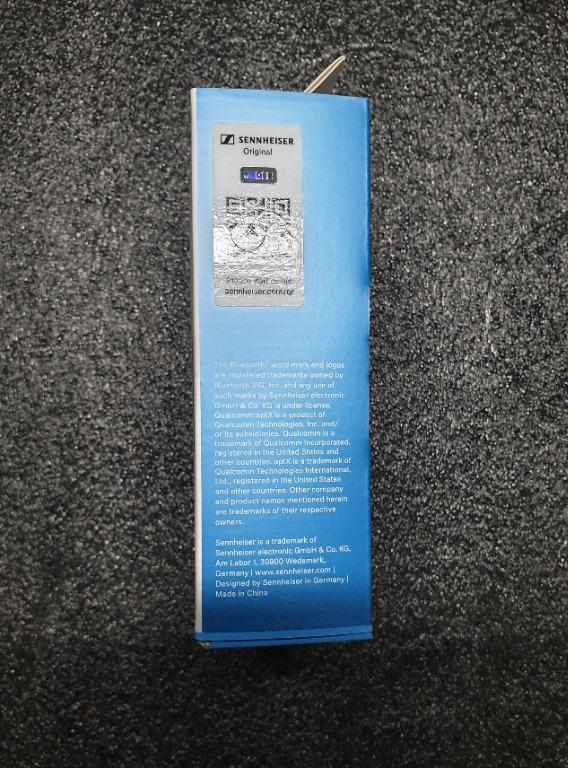 SENNHEISER
Original
sennheiser.com/qr
The Bluetooth® word mark and logos
are registered trademarks owned by
Bluetooth SIG, Inc. and any use of
such marks by Sennheiser electronic
GmbH & Co. KG is under license.
Qualcomm aptX is a product of
Qualcomm Technologies, Inc. and/
or its subsidiaries. Qualcomm is a
trademark of Qualcomm Incorporated,
registered in the United States and
other countries. aptX is a trademark of
Qualcomm Technologies International,
Ltd., registered in the United States
and other countries. Other company
and product names mentioned herein
are trademarks of their respective
owners.
Sennheiser is a trademark of
Sennheiser electronic GmbH & Co. KG,
Am Labor 1, 30900 Wedemark,
Germany | www.sennheiser.com |
Designed by Sennheiser in Germany |
Made in China